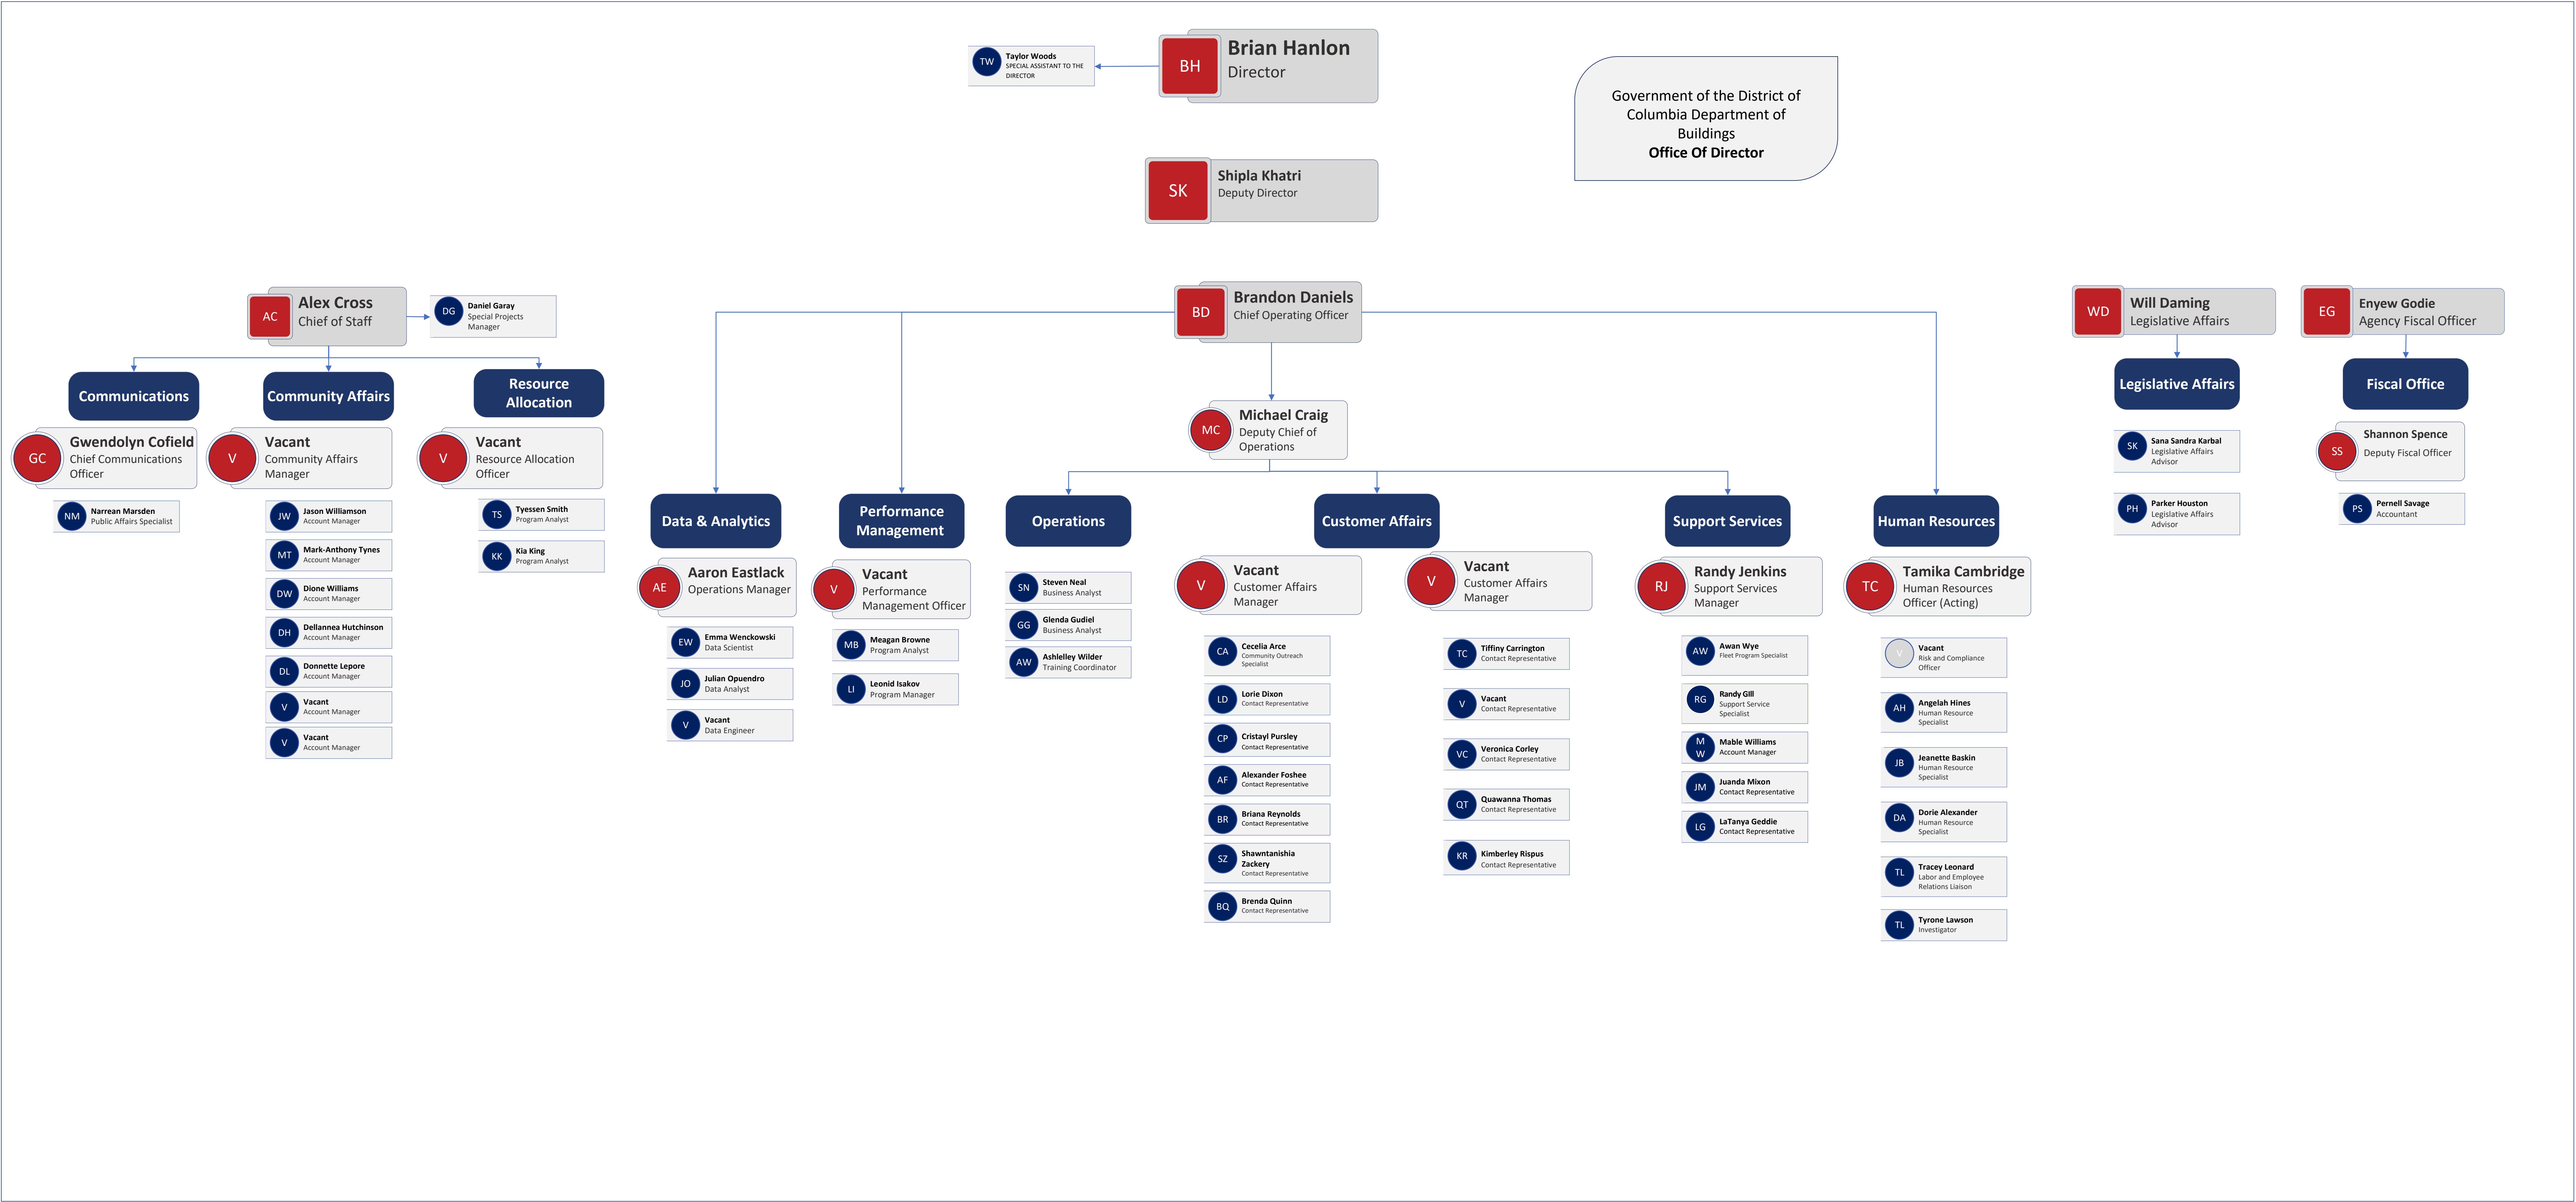 TW
Taylor Woods
SPECIAL ASSISTANT TO THE
DIRECTOR
BH
Brian Hanlon
Director
Government of the District of
Columbia Department of
Buildings
Office Of Director
SK
Shipla Khatri
Deputy Director
AC
Alex Cross
Chief of Staff
DG
Daniel Garay
Special Projects
Manager
BD
Brandon Daniels
Chief Operating Officer
WD
Will Daming
Legislative Affairs
EG
Enyew Godie
Agency Fiscal Officer
Communications
GC
Gwendolyn Cofield
Chief Communications
Officer
NM
Narrean Marsden
Public Affairs Specialist
Community Affairs
V
Vacant
Community Affairs
Manager
JW
Jason Williamson
Account Manager
MT
Mark-Anthony Tynes
Account Manager
DW
Dione Williams
Account Manager
DH
Dellannea Hutchinson
Account Manager
DL
Donnette Lepore
Account Manager
V
Vacant
Account Manager
V
Vacant
Account Manager
Resource
Allocation
V
Vacant
Resource Allocation
Officer
TS
Tyessen Smith
Program Analyst
KK
Kia King
Program Analyst
MC
Michael Craig
Deputy Chief of
Operations
Data & Analytics
AE
Aaron Eastlack
Operations Manager
EW
Emma Wenckowski
Data Scientist
JO
Julian Opuendro
Data Analyst
V
Vacant
Data Engineer
Performance
Management
V
Vacant
Performance
Management Officer
MB
Meagan Browne
Program Analyst
LI
Leonid Isakov
Program Manager
Operations
SN
Steven Neal
Business Analyst
GG
Glenda Gudiel
Business Analyst
AW
Ashlelley Wilder
Training Coordinator
Customer Affairs
V
Vacant
Customer Affairs
Manager
CA
Cecelia Arce
Community Outreach
Specialist
LD
Lorie Dixon
Contact Representative
CP
Cristayl Pursley
Contact Representative
AF
Alexander Foshee
Contact Representative
BR
Briana Reynolds
Contact Representative
SZ
Shawntanishia
Zackery
Contact Representative
BQ
Brenda Quinn
Contact Representative
V
Vacant
Customer Affairs
Manager
TC
Tiffiny Carrington
Contact Representative
V
Vacant
Contact Representative
VC
Veronica Corley
Contact Representative
QT
Quawanna Thomas
Contact Representative
KR
Kimberley Rispus
Contact Representative
Support Services
RJ
Randy Jenkins
Support Services
Manager
AW
Awan Wye
Fleet Program Specialist
RG
Randy GIll
Support Service
Specialist
M
W
Mable Williams
Account Manager
JM
Juanda Mixon
Contact Representative
LG
LaTanya Geddie
Contact Representative
Human Resources
TC
Tamika Cambridge
Human Resources
Officer (Acting)
V
Vacant
Risk and Compliance
Officer
AH
Angelah Hines
Human Resource
Specialist
JB
Jeanette Baskin
Human Resource
Specialist
DA
Dorie Alexander
Human Resource
Specialist
TL
Tracey Leonard
Labor and Employee
Relations Liaison
TL
Tyrone Lawson
Investigator
Legislative Affairs
SK
Sana Sandra Karbal
Legislative Affairs
Advisor
PH
Parker Houston
Legislative Affairs
Advisor
Fiscal Office
SS
Shannon Spence
Deputy Fiscal Officer
PS
Pernell Savage
Accountant